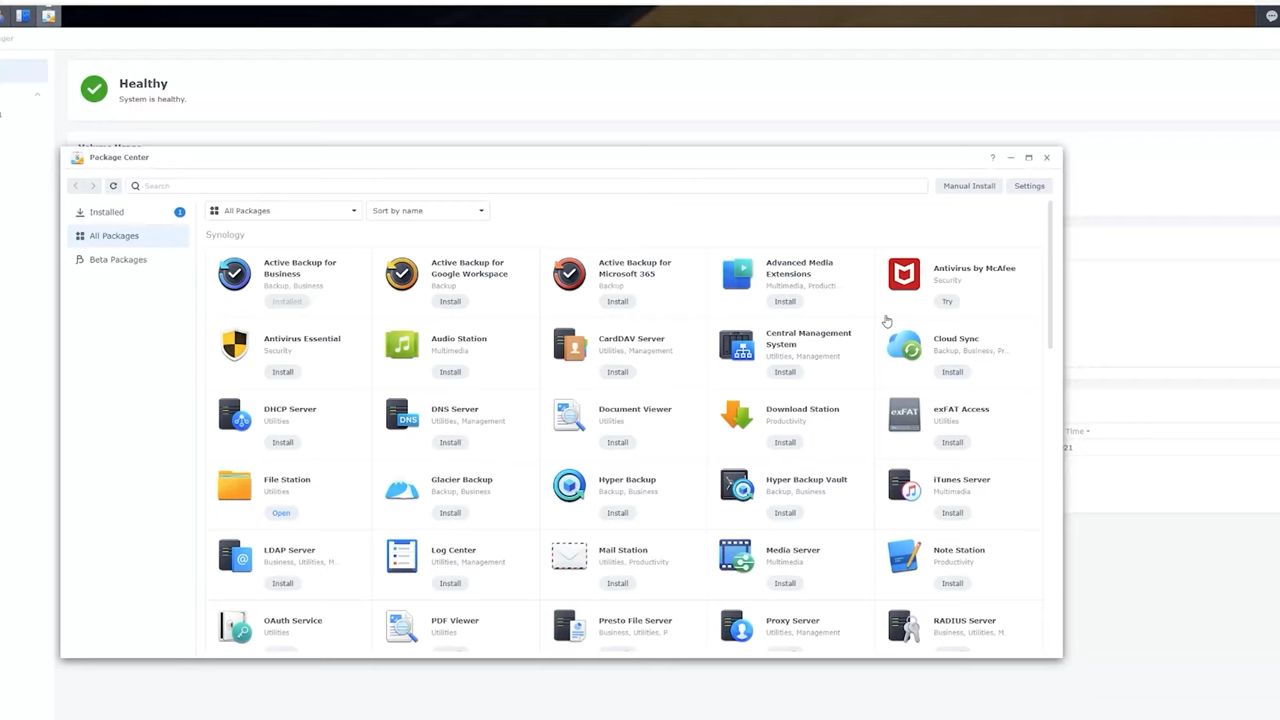 Healthy
System is healthy.
Package Center
?
Search
Manual Install
Settings
Installed
1
All Packages
Beta Packages
All Packages
Sort by name
Synology
Active Backup for Business
Backup, Business
Installed
Active Backup for Google Workspace
Backup
Install
Active Backup for Microsoft 365
Backup
Install
Advanced Media Extensions
Multimedia, Producti...
Install
Antivirus by McAfee
Security
Try
Antivirus Essential
Security
Install
Audio Station
Multimedia
Install
CardDAV Server
Utilities, Management
Install
Central Management System
Utilities, Management
Install
Cloud Sync
Backup, Business, Pr...
Install
DHCP Server
Utilities
Install
DNS
DNS Server
Utilities, Management
Install
Document Viewer
Utilities
Install
Download Station
Productivity
Install
exFAT
exFAT Access
Utilities
Install
File Station
Utilities
Open
Glacier Backup
Backup, Business
Install
Hyper Backup
Backup, Business
Install
Hyper Backup Vault
Backup, Business
Install
iTunes Server
Multimedia
Install
LDAP Server
Business, Utilities, M...
Install
Log Center
Utilities, Management
Install
Mail Station
Utilities, Productivity
Install
Media Server
Multimedia
Install
Note Station
Productivity
Install
OAuth Service
Utilities
PDF Viewer
Utilities
Presto File Server
Business, Utilities, P
Proxy Server
Utilities, Management
RADIUS Server
Business, Utilities, M.
Time
21